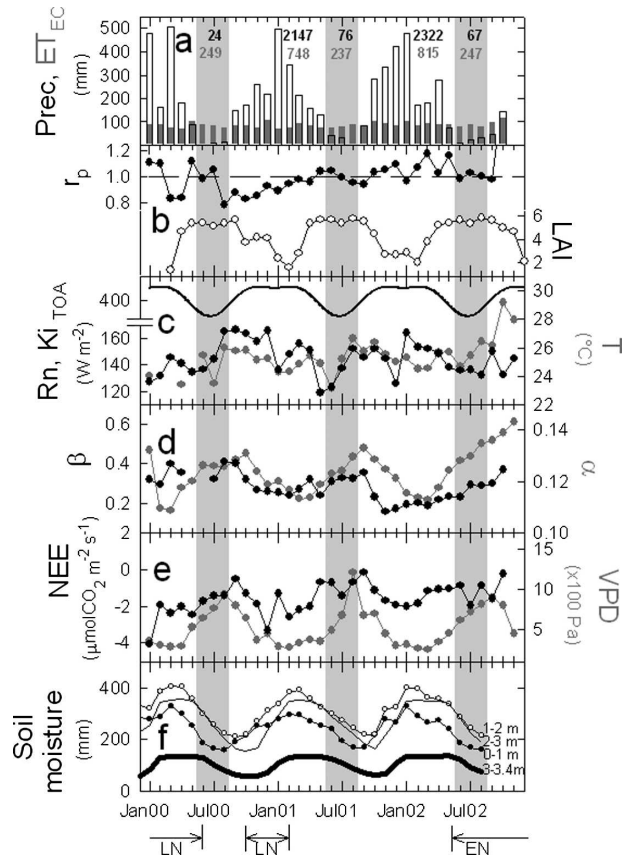 a
Prec, ET EC
(mm)
500
400
300
200
100
24
249
2147
748
76
237
2322
815
67
247
b
rp
1.2
1.0
0.8
LAI
6
4
2
c
Rn, Ki TOA
(W m-2)
400
160
140
120
T
(°C)
30
28
26
24
22
d
β
0.6
0.4
0.2
α
0.14
0.12
0.10
e
NEE
(μmolCO2 m-2 s-1)
2
0
-2
-4
VPD
(x100 Pa)
15
10
5
f
Soil
moisture
(mm)
400
200
0
1-2 m
2-3 m
0-1 m
3-3.4m
Jan00 Jul00 Jan01 Jul01 Jan02 Jul02
LN LN EN